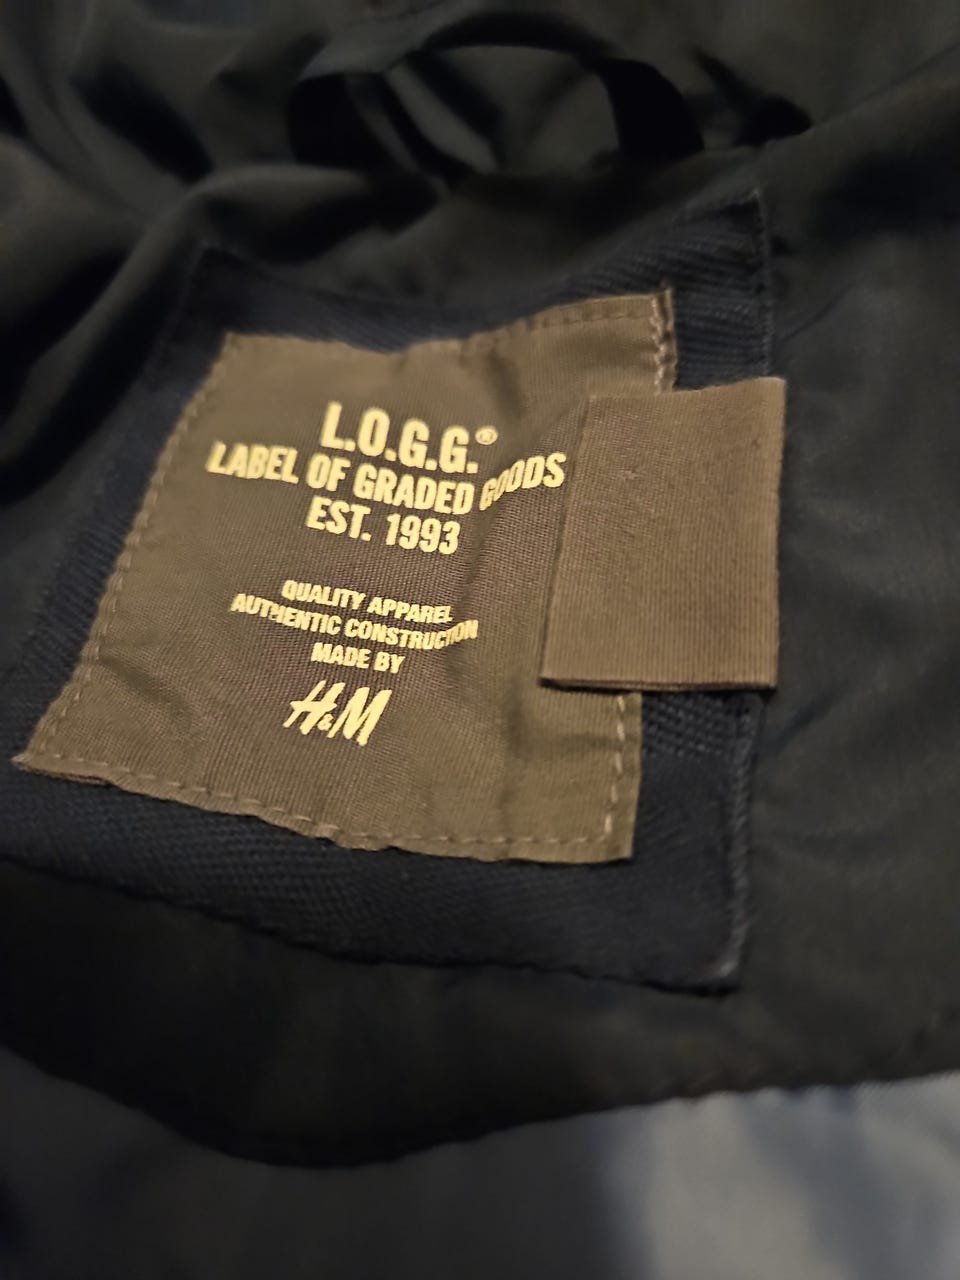 L.O.G.G.®
LABEL OF GRADED GOODS
EST. 1993
QUALITY APPAREL
AUTHENTIC CONSTRUCTION
MADE BY
H&M